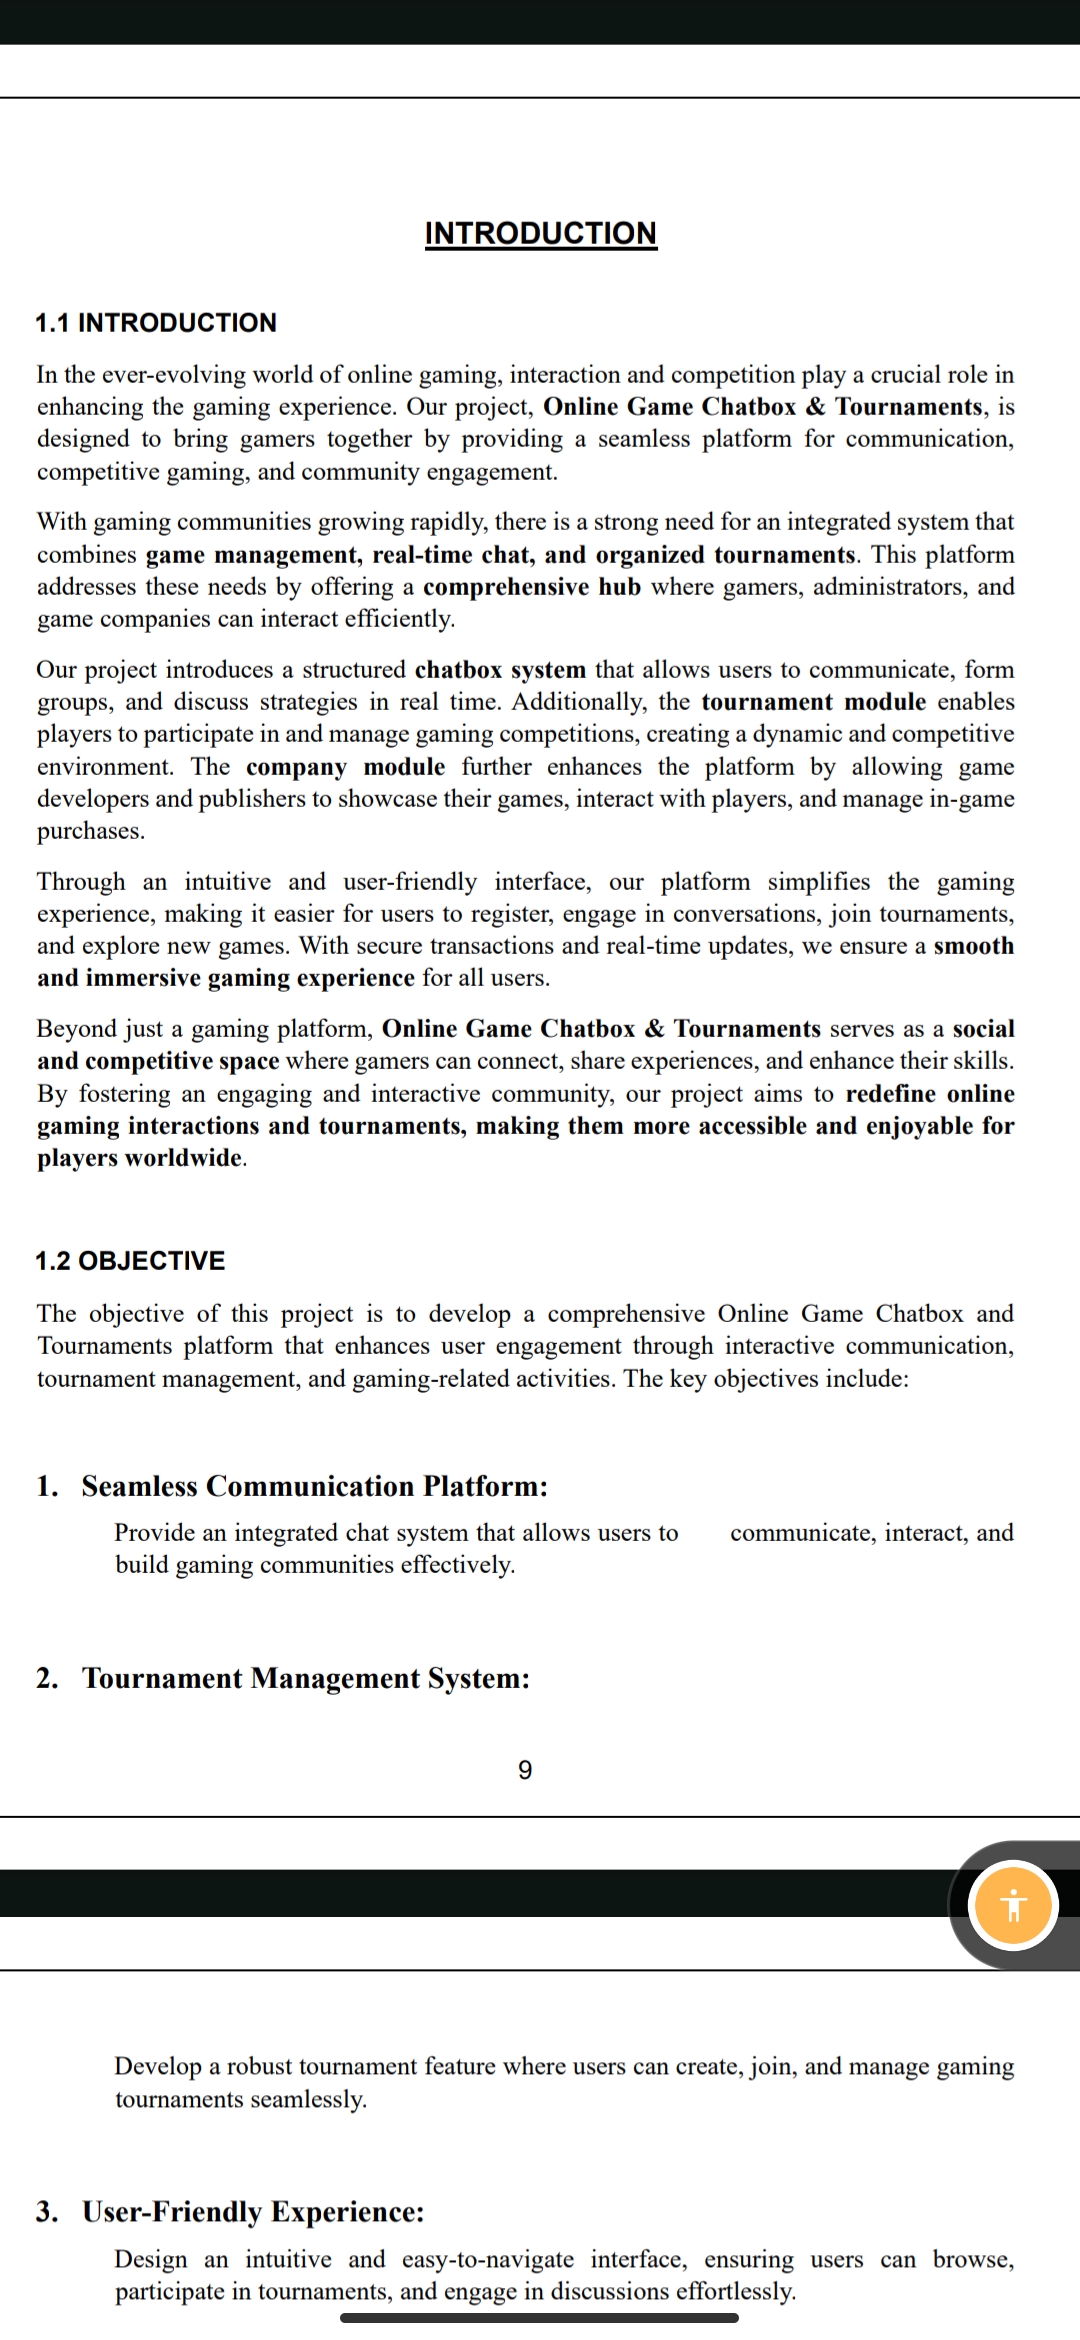 INTRODUCTION
1.1 INTRODUCTION
In the ever-evolving world of online gaming, interaction and competition play a crucial role in
enhancing the gaming experience. Our project, Online Game Chatbox & Tournaments, is
designed to bring gamers together by providing a seamless platform for communication,
competitive gaming, and community engagement.
With gaming communities growing rapidly, there is a strong need for an integrated system that
combines game management, real-time chat, and organized tournaments. This platform
addresses these needs by offering a comprehensive hub where gamers, administrators, and
game companies can interact efficiently.
Our project introduces a structured chatbox system that allows users to communicate, form
groups, and discuss strategies in real time. Additionally, the tournament module enables
players to participate in and manage gaming competitions, creating a dynamic and competitive
environment. The company module further enhances the platform by allowing game
developers and publishers to showcase their games, interact with players, and manage in-game
purchases.
Through an intuitive and user-friendly interface, our platform simplifies the gaming
experience, making it easier for users to register, engage in conversations, join tournaments,
and explore new games. With secure transactions and real-time updates, we ensure a smooth
and immersive gaming experience for all users.
Beyond just a gaming platform, Online Game Chatbox & Tournaments serves as a social
and competitive space where gamers can connect, share experiences, and enhance their skills.
By fostering an engaging and interactive community, our project aims to redefine online
gaming interactions and tournaments, making them more accessible and enjoyable for
players worldwide.
1.2 OBJECTIVE
The objective of this project is to develop a comprehensive Online Game Chatbox and
Tournaments platform that enhances user engagement through interactive communication,
tournament management, and gaming-related activities. The key objectives include:
1. Seamless Communication Platform:
Provide an integrated chat system that allows users to communicate, interact, and
build gaming communities effectively.
2. Tournament Management System:
9
Develop a robust tournament feature where users can create, join, and manage gaming
tournaments seamlessly.
3. User-Friendly Experience:
Design an intuitive and easy-to-navigate interface, ensuring users can browse,
participate in tournaments, and engage in discussions effortlessly.